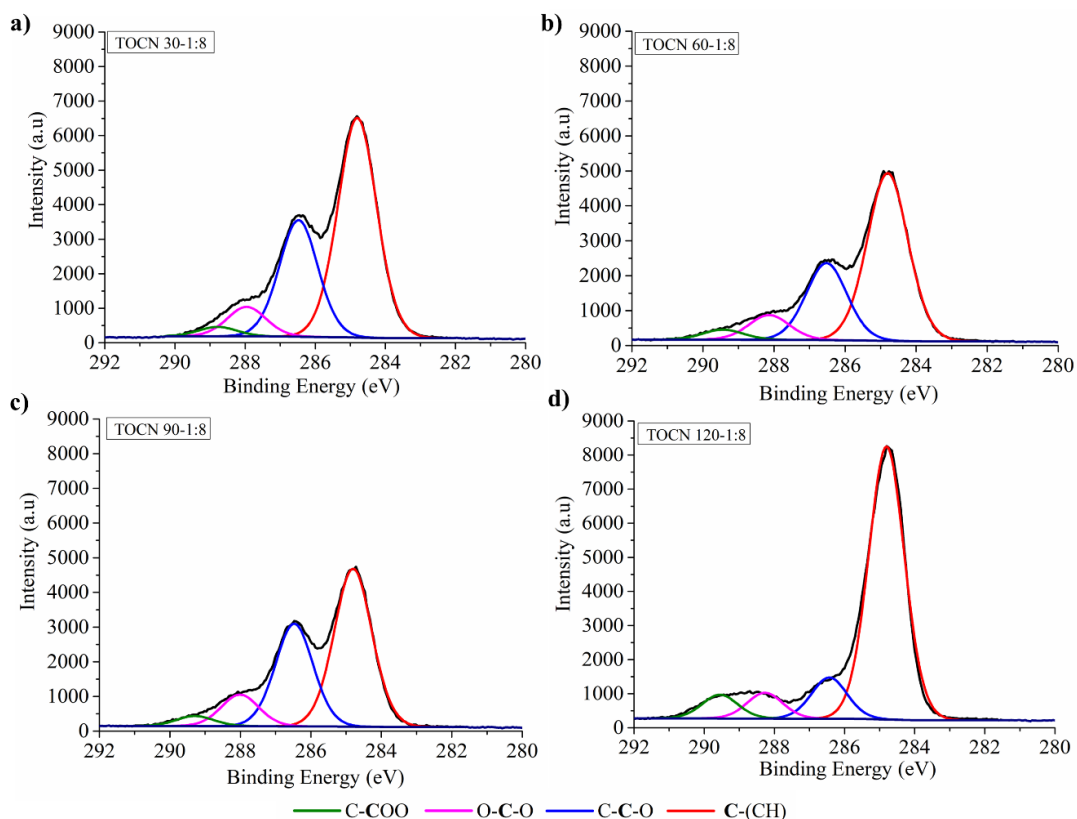 a)
TOCN 30-1:8
9000
8000
7000
6000
5000
4000
3000
2000
1000
0
Intensity (a.u)
292 290 288 286 284 282 280
Binding Energy (eV)
b)
TOCN 60-1:8
9000
8000
7000
6000
5000
4000
3000
2000
1000
0
Intensity (a.u)
292 290 288 286 284 282 280
Binding Energy (eV)
c)
TOCN 90-1:8
9000
8000
7000
6000
5000
4000
3000
2000
1000
0
Intensity (a.u)
292 290 288 286 284 282 280
Binding Energy (eV)
d)
TOCN 120-1:8
9000
8000
7000
6000
5000
4000
3000
2000
1000
0
Intensity (a.u)
292 290 288 286 284 282 280
Binding Energy (eV)
C-COO O-C-O C-C-O C-(CH)